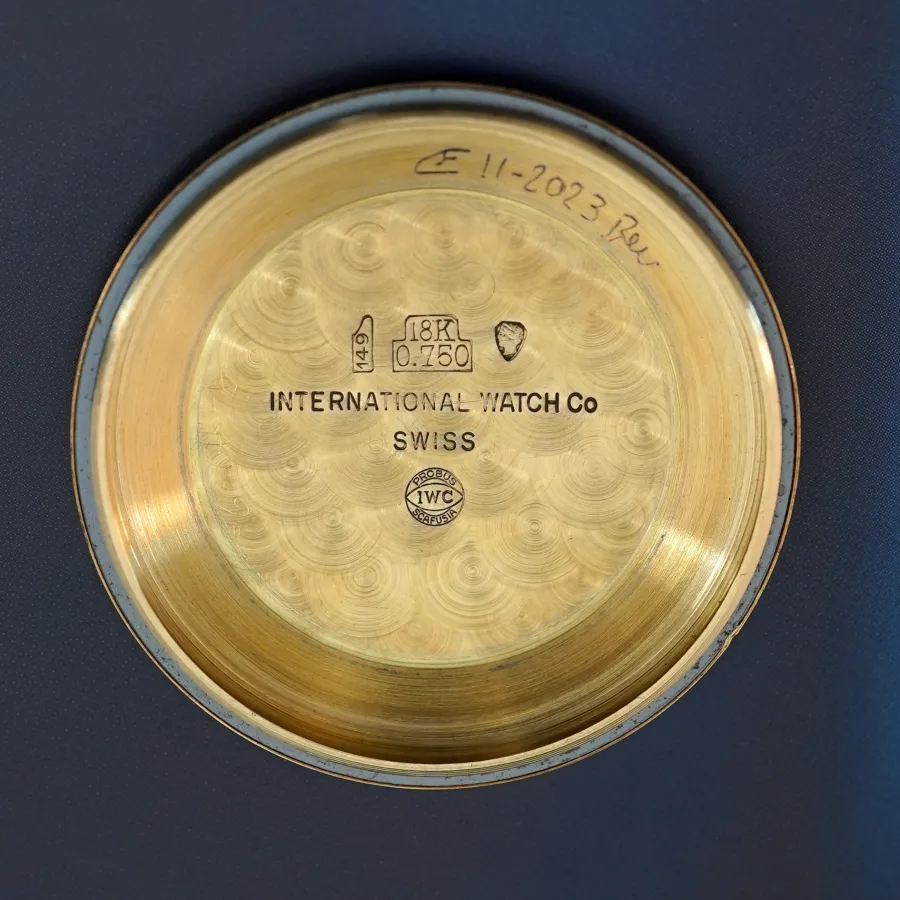 11-2023 Rev
149
18K
0.750
INTERNATIONAL WATCH Co
SWISS
PROBUS
IWC
SCAFUSIA